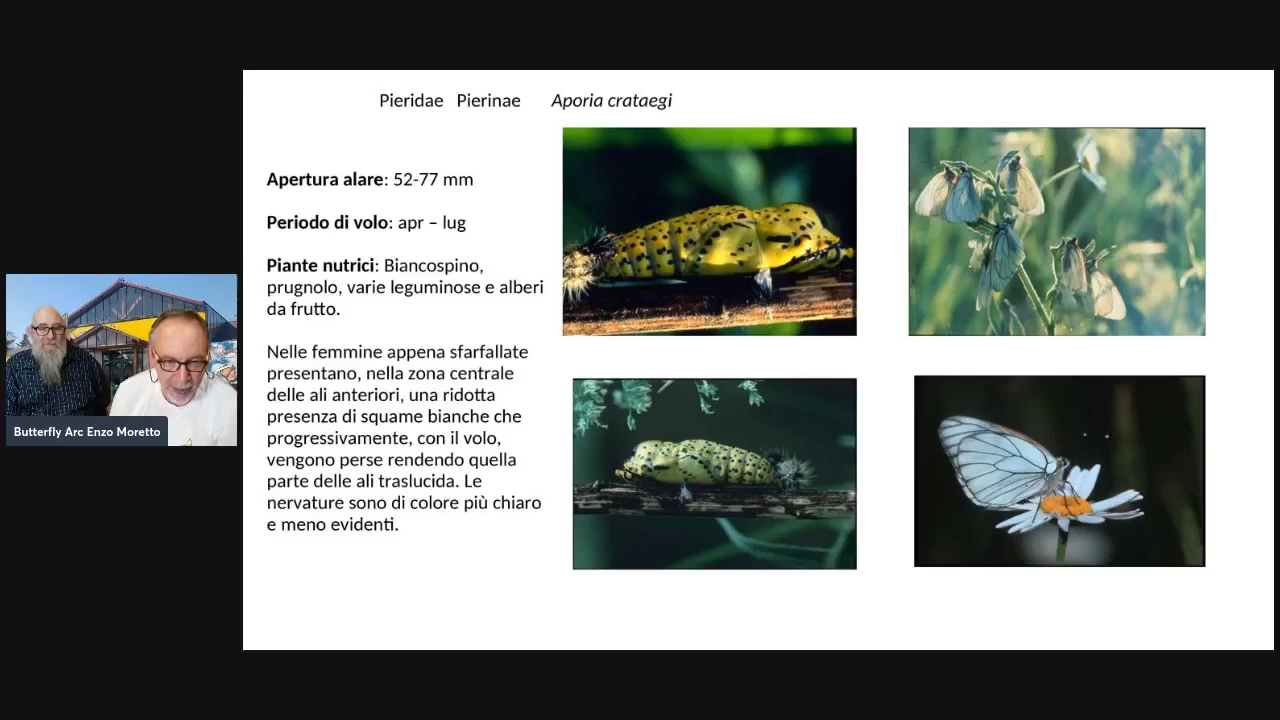 Pieridae Pierinae Aporia crataegi
Apertura alare: 52-77 mm
Periodo di volo: apr – lug
Piante nutrici: Biancospino,
prugnolo, varie leguminose e alberi
da frutto.
Nelle femmine appena sfarfallate
presentano, nella zona centrale
delle ali anteriori, una ridotta
presenza di squame bianche che
progressivamente, con il volo,
vengono perse rendendo quella
parte delle ali traslucida. Le
nervature sono di colore più chiaro
e meno evidenti.
Butterfly Arc Enzo Moretto